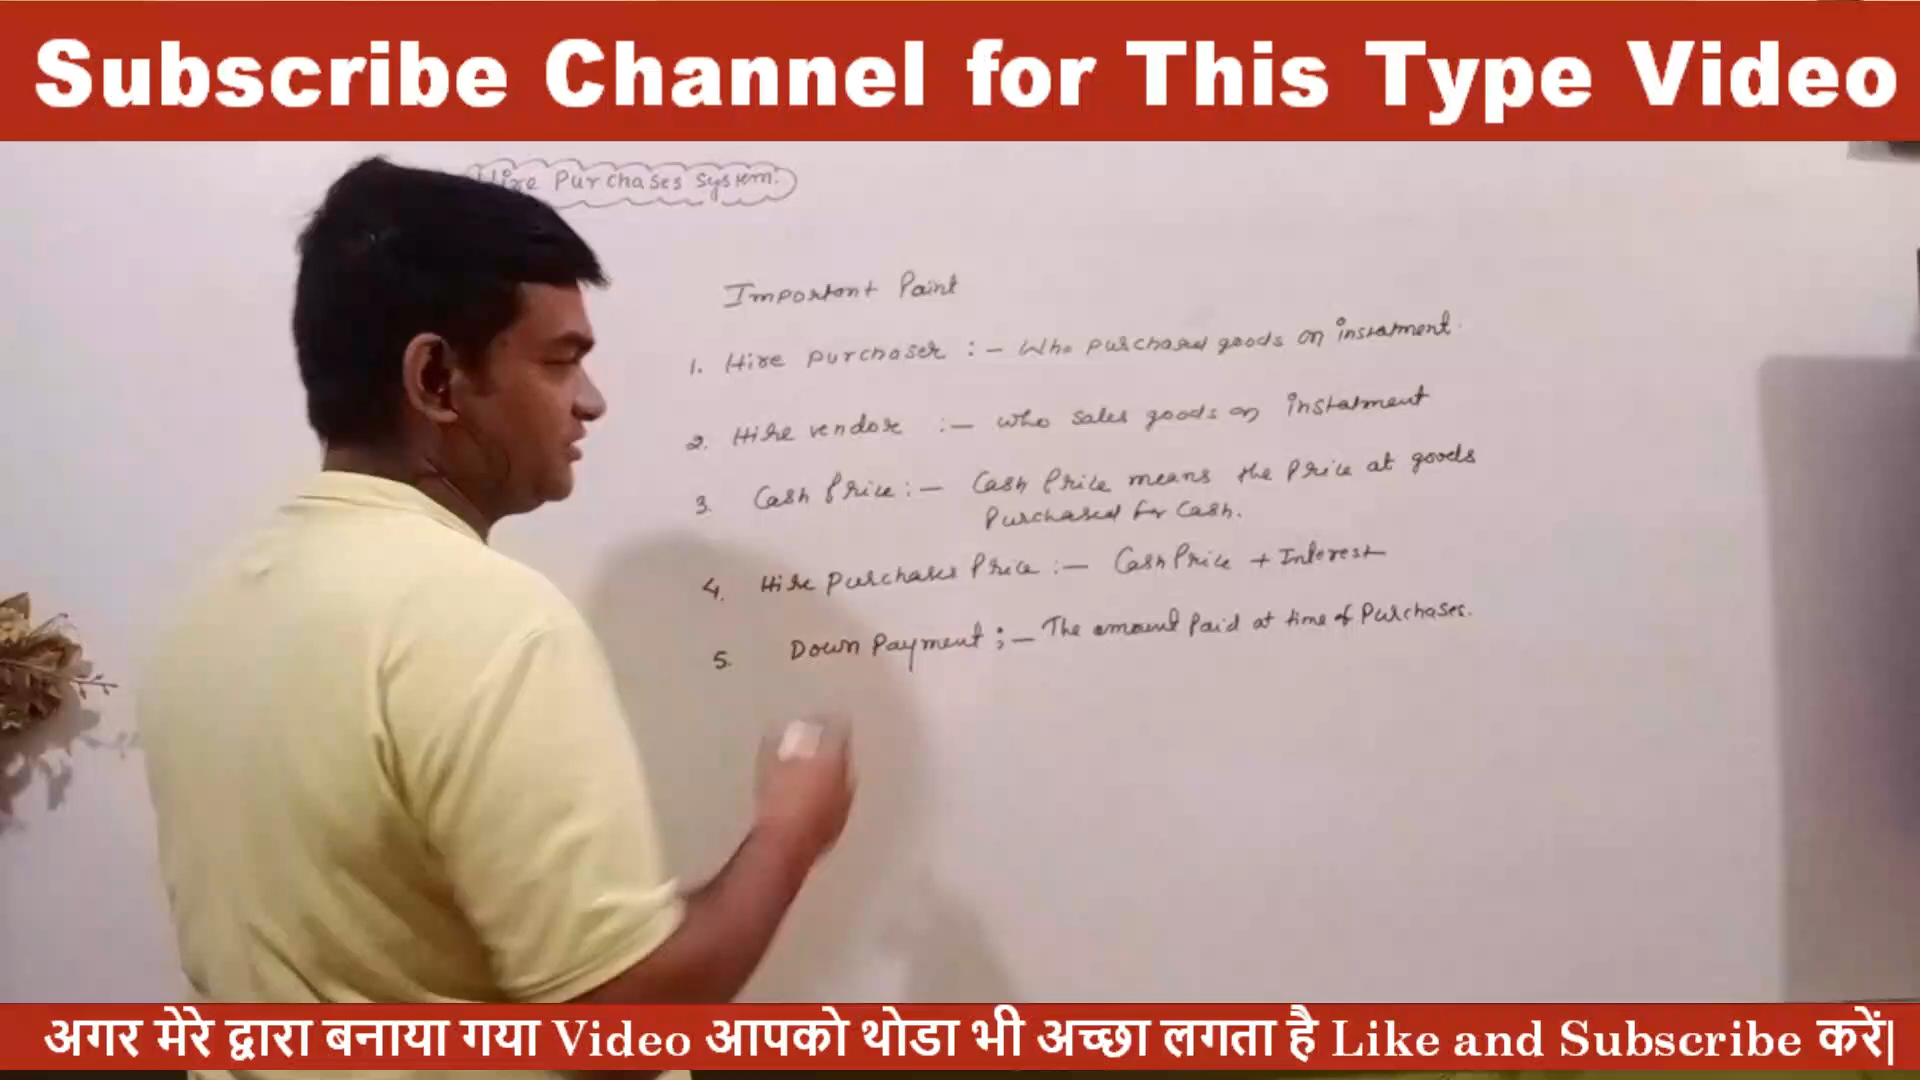 Subscribe Channel for This Type Video
Hire Purchases System.
Important Paint
1. Hire purchaser :- Who purchased goods on instalment.
2. Hire vendor :- who sales goods on instalment
3. Cash Price :- Cash Price means the Price at goods
Purchased for Cash.
4. Hire Purchases Price :- Cash Price + Interest
5. Down Payment :- The amount Paid at time of Purchases.
अगर मेरे द्वारा बनाया गया Video आपको थोडा भी अच्छा लगता है Like and Subscribe करें|